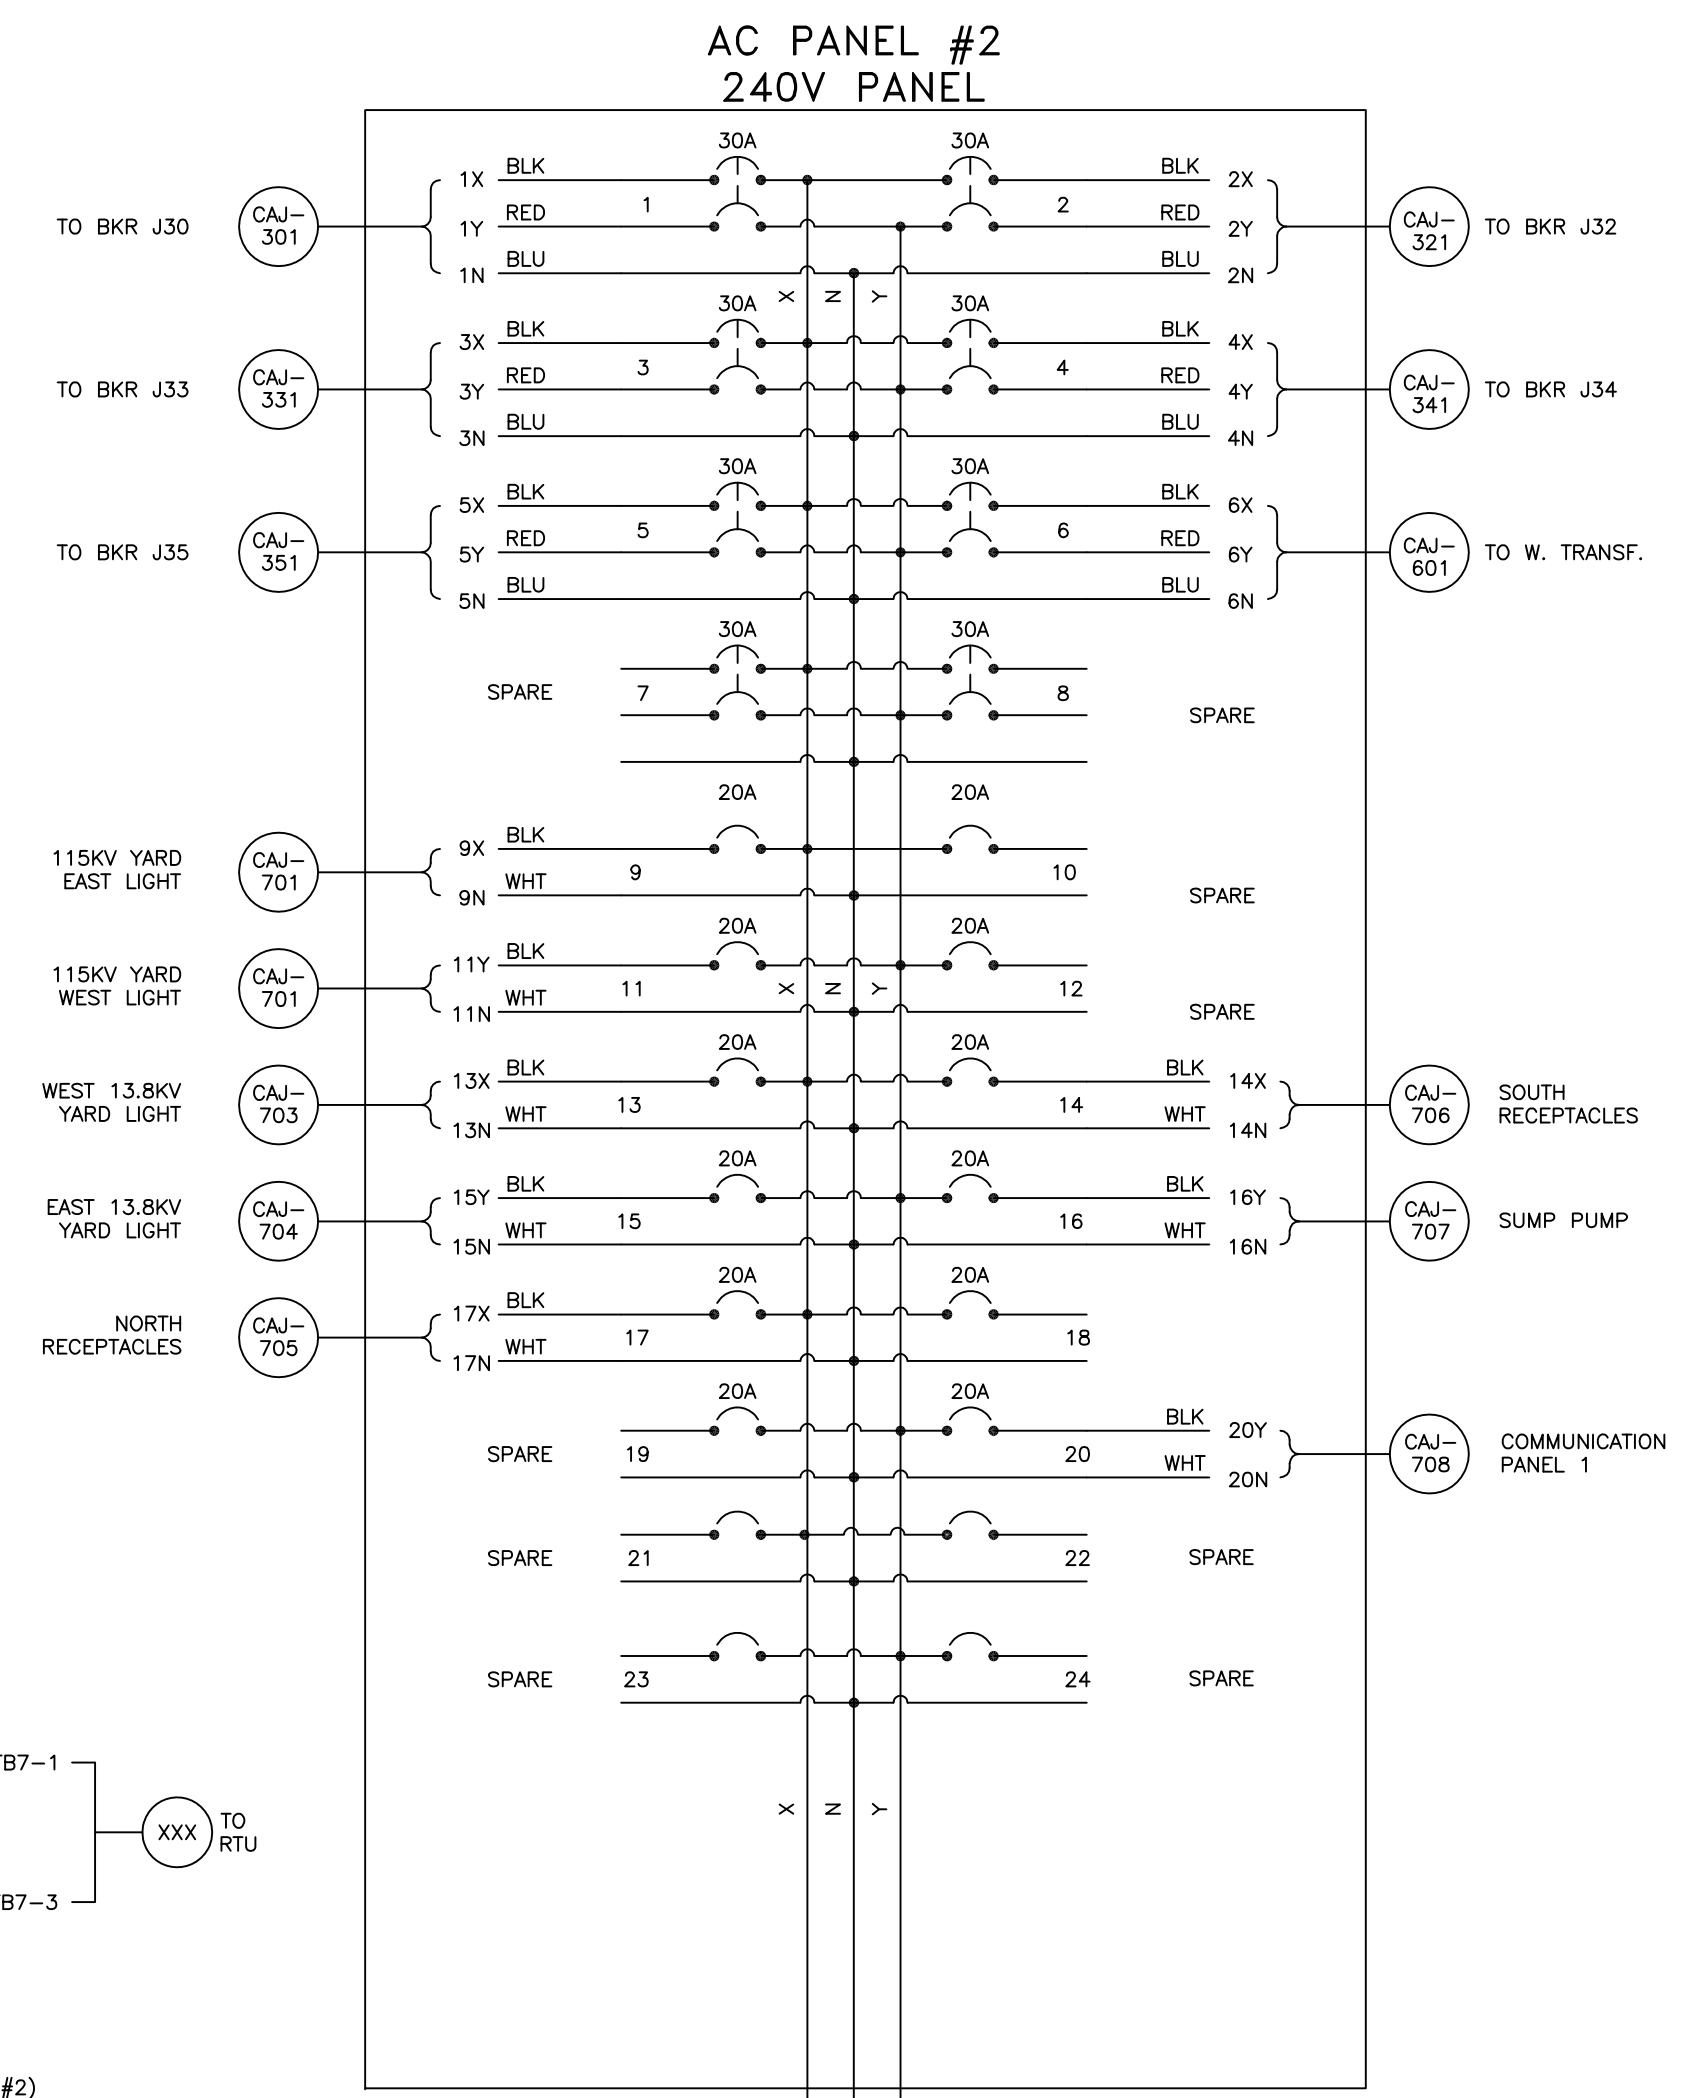 AC PANEL #2
240V PANEL
30A 30A
1X BLK BLK 2X
TO BKR J30 CAJ-301 1Y RED 1 2 RED 2Y CAJ-321 TO BKR J32
1N BLU BLU 2N
X N Y
30A 30A
3X BLK BLK 4X
TO BKR J33 CAJ-331 3Y RED 3 4 RED 4Y CAJ-341 TO BKR J34
3N BLU BLU 4N
30A 30A
5X BLK BLK 6X
TO BKR J35 CAJ-351 5Y RED 5 6 RED 6Y CAJ-601 TO W. TRANSF.
5N BLU BLU 6N
30A 30A
SPARE 7 8 SPARE
20A 20A
9X BLK
115KV YARD
EAST LIGHT CAJ-701 9 10
9N WHT SPARE
20A 20A
11Y BLK
115KV YARD
WEST LIGHT CAJ-701 11 X N Y 12
11N WHT SPARE
20A 20A
13X BLK BLK 14X
WEST 13.8KV
YARD LIGHT CAJ-703 13 14 CAJ-706 SOUTH
RECEPTACLES
13N WHT WHT 14N
20A 20A
15Y BLK BLK 16Y
EAST 13.8KV
YARD LIGHT CAJ-704 15 16 CAJ-707 SUMP PUMP
15N WHT WHT 16N
20A 20A
17X BLK
NORTH
RECEPTACLES CAJ-705 17 18
17N WHT
20A 20A
BLK 20Y
SPARE 19 20 CAJ-708 COMMUNICATION
PANEL 1
WHT 20N
SPARE 21 22 SPARE
SPARE 23 24 SPARE
B7-1
X N Y
XXX TO
RTU
B7-3
#2)